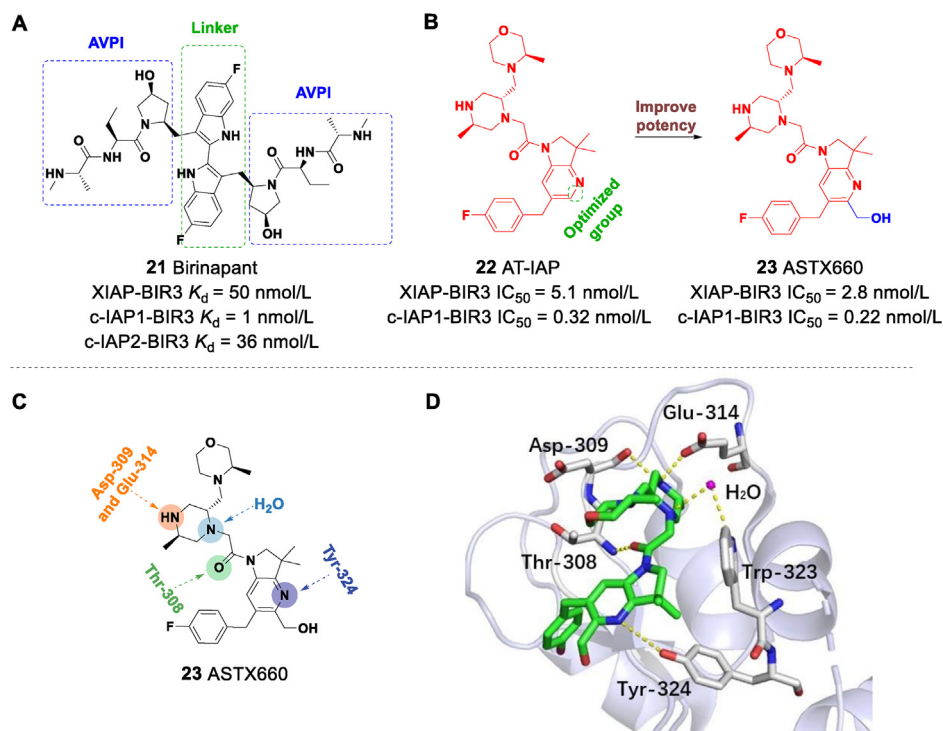 A
AVPI
Linker
AVPI
HO
F
N
NH
O
HN
O
H
N
O
N
H
O
HN
HN
N
O
F
OH
21 Birinapant
XIAP-BIR3 Kd = 50 nmol/L
c-IAP1-BIR3 Kd = 1 nmol/L
c-IAP2-BIR3 Kd = 36 nmol/L
B
O
N
HN
N
O
N
N
F
Optimized
group
22 AT-IAP
XIAP-BIR3 IC50 = 5.1 nmol/L
c-IAP1-BIR3 IC50 = 0.32 nmol/L
Improve
potency
O
N
HN
N
O
N
N
F
OH
23 ASTX660
XIAP-BIR3 IC50 = 2.8 nmol/L
c-IAP1-BIR3 IC50 = 0.22 nmol/L
C
Asp-309
and Glu-314
O
N
HN
N
H2O
Thr-308
O
N
N
Tyr-324
F
OH
23 ASTX660
D
Glu-314
Asp-309
H2O
Thr-308
Trp-323
Tyr-324